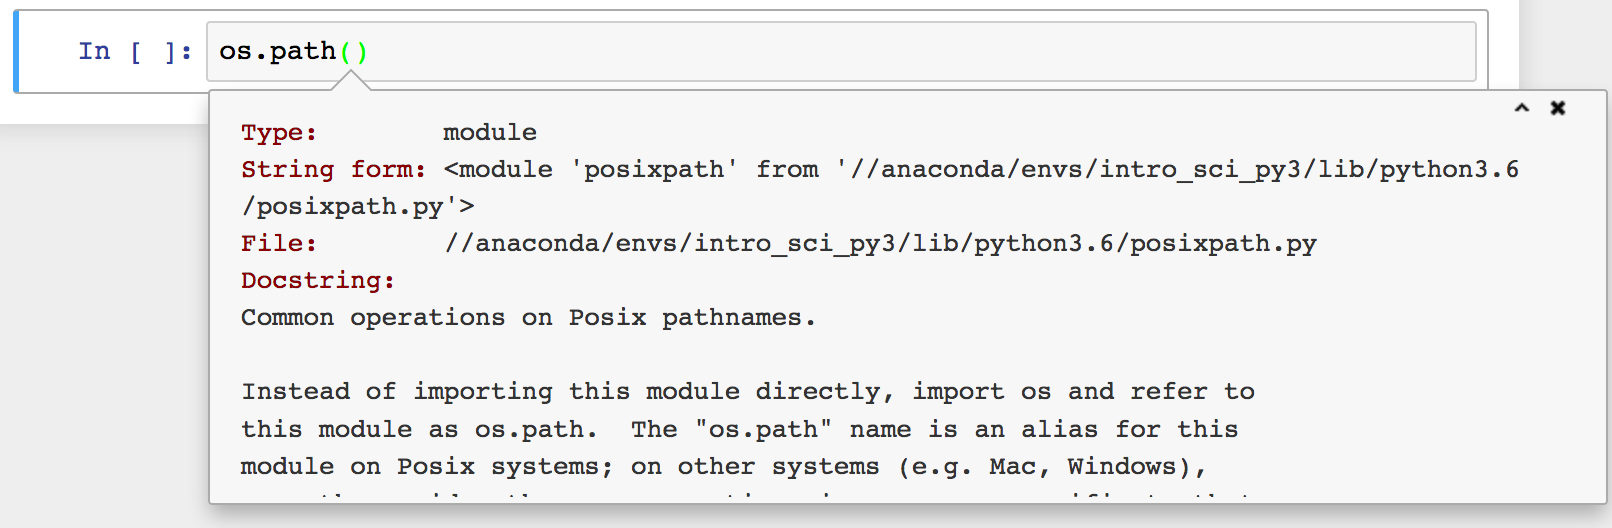 In [ ]: os.path()
Type: module
String form: <module 'posixpath' from '//anaconda/envs/intro_sci_py3/lib/python3.6
/posixpath.py'>
File: //anaconda/envs/intro_sci_py3/lib/python3.6/posixpath.py
Docstring:
Common operations on Posix pathnames.
Instead of importing this module directly, import os and refer to
this module as os.path.  The "os.path" name is an alias for this
module on Posix systems; on other systems (e.g. Mac, Windows),